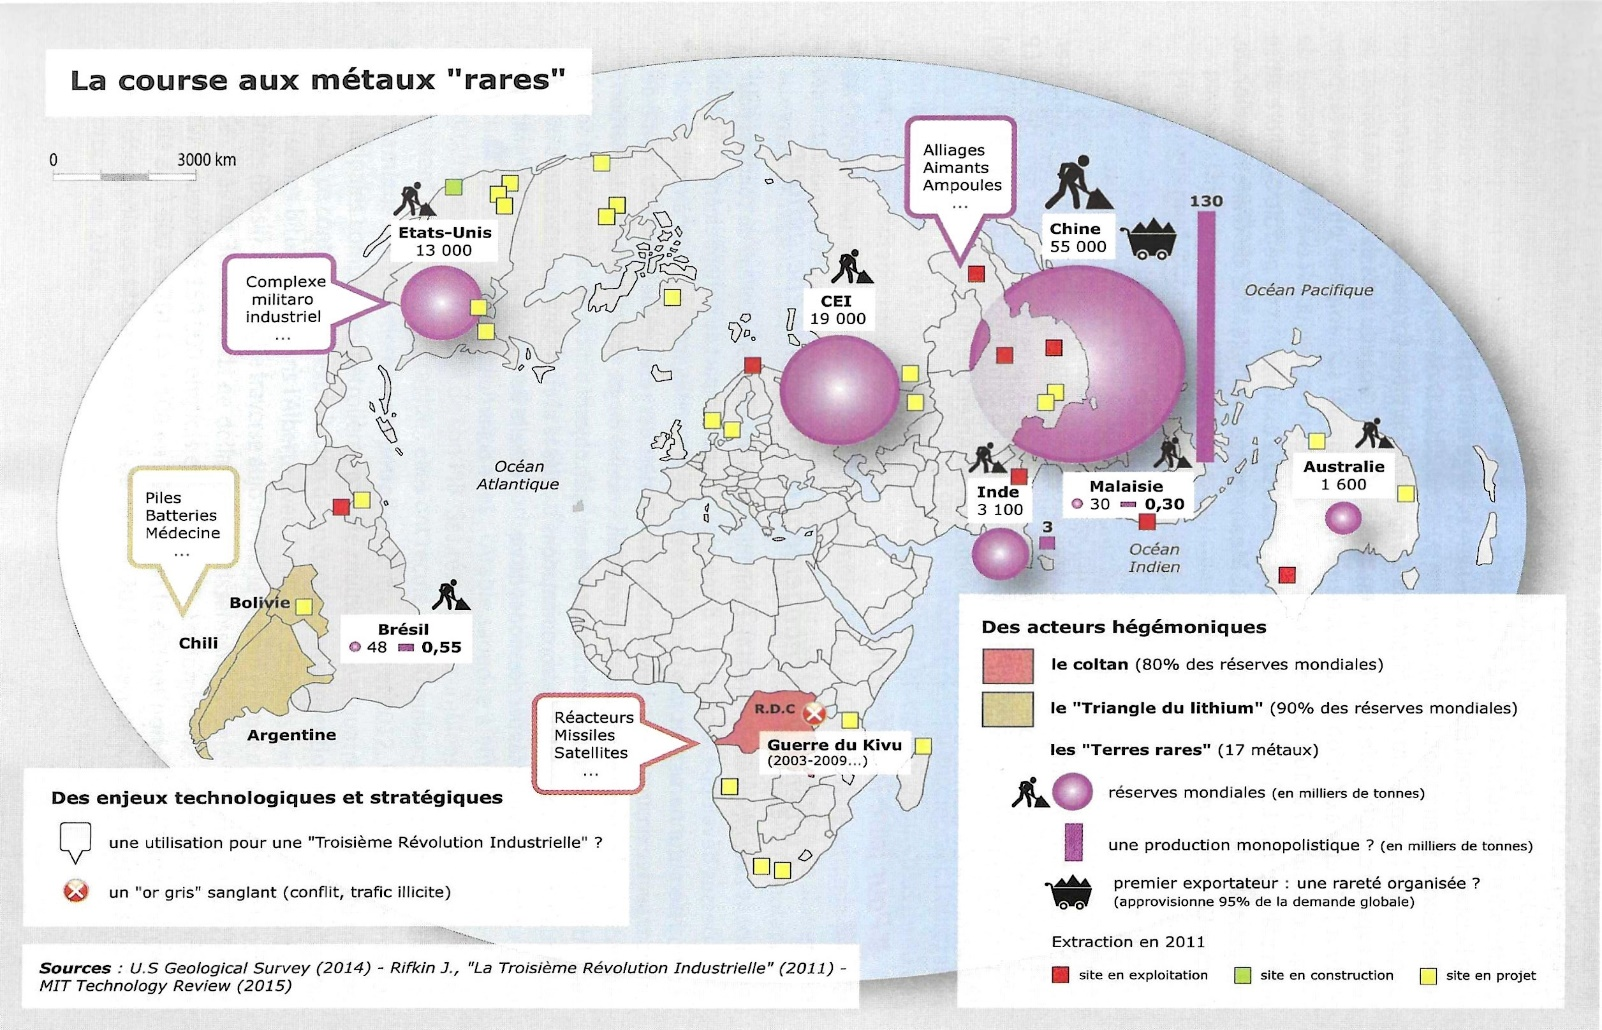 La course aux métaux "rares"
0 3000 km
Etats-Unis
13 000
Complexe
militaro
industriel
...
Alliages
Aimants
Ampoules
...
Chine
55 000
130
CEI
19 000
Océan Pacifique
Océan
Atlantique
Piles
Batteries
Médecine
...
Inde
3 100
3
Malaisie
30 0,30
Australie
1 600
Océan
Indien
Bolivie
Chili
Brésil
48 0,55
Argentine
Réacteurs
Missiles
Satellites
...
R.D.C
Guerre du Kivu
(2003-2009...)
Des enjeux technologiques et stratégiques
une utilisation pour une "Troisième Révolution Industrielle" ?
un "or gris" sanglant (conflit, trafic illicite)
Des acteurs hégémoniques
le coltan (80% des réserves mondiales)
le "Triangle du lithium" (90% des réserves mondiales)
les "Terres rares" (17 métaux)
réserves mondiales (en milliers de tonnes)
une production monopolistique ? (en milliers de tonnes)
premier exportateur : une rareté organisée ?
(approvisionne 95% de la demande globale)
Extraction en 2011
site en exploitation site en construction site en projet
Sources : U.S Geological Survey (2014) - Rifkin J., "La Troisième Révolution Industrielle" (2011) -
MIT Technology Review (2015)